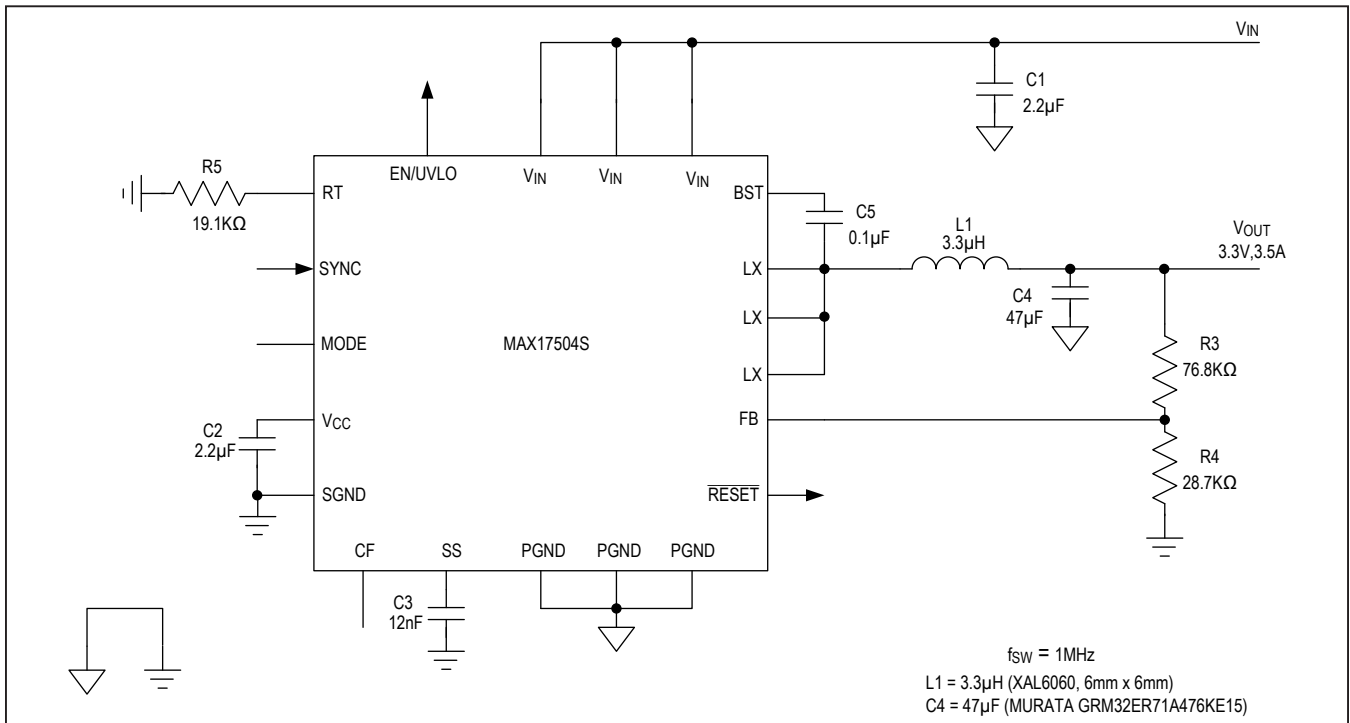 VIN
C1
2.2µF
R5
19.1KΩ
EN/UVLO
VIN
VIN
VIN
RT
BST
C5
0.1µF
L1
3.3µH
VOUT
3.3V,3.5A
SYNC
LX
C4
47µF
MODE
MAX17504S
LX
LX
R3
76.8KΩ
C2
2.2µF
VCC
FB
R4
28.7KΩ
SGND
RESET
CF
SS
PGND
PGND
PGND
C3
12nF
fSW = 1MHz
L1 = 3.3µH (XAL6060, 6mm x 6mm)
C4 = 47µF (MURATA GRM32ER71A476KE15)